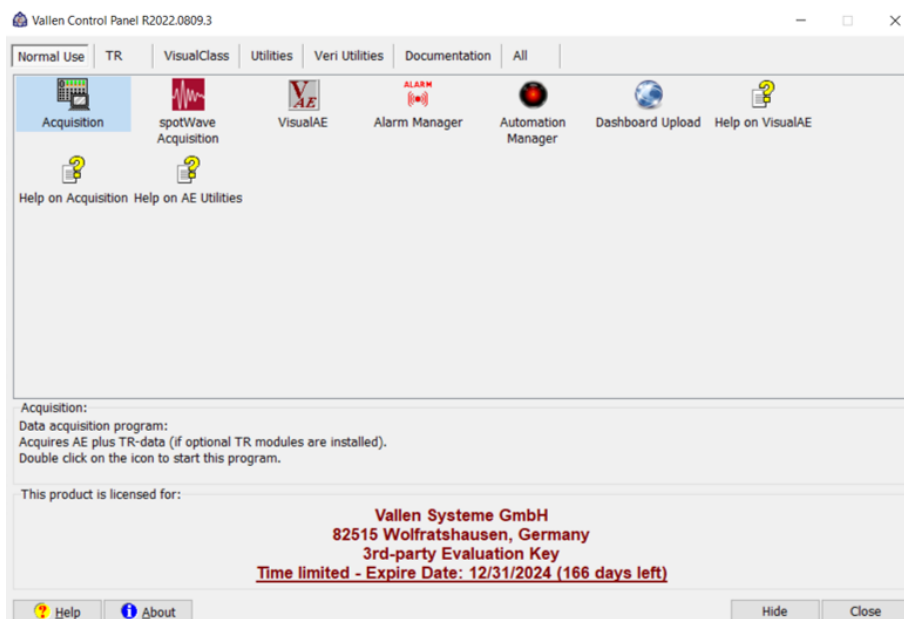 Vallen Control Panel R2022.0809.3
Normal Use TR VisualClass Utilities Veri Utilities Documentation All
ALARM
VAE
Acquisition spotWave Acquisition VisualAE Alarm Manager Automation Manager Dashboard Upload Help on VisualAE
Help on Acquisition Help on AE Utilities
Acquisition:
Data acquisition program:
Acquires AE plus TR-data (if optional TR modules are installed).
Double click on the icon to start this program.
This product is licensed for:
Vallen Systeme GmbH
82515 Wolfratshausen, Germany
3rd-party Evaluation Key
Time limited - Expire Date: 12/31/2024 (166 days left)
Help About Hide Close